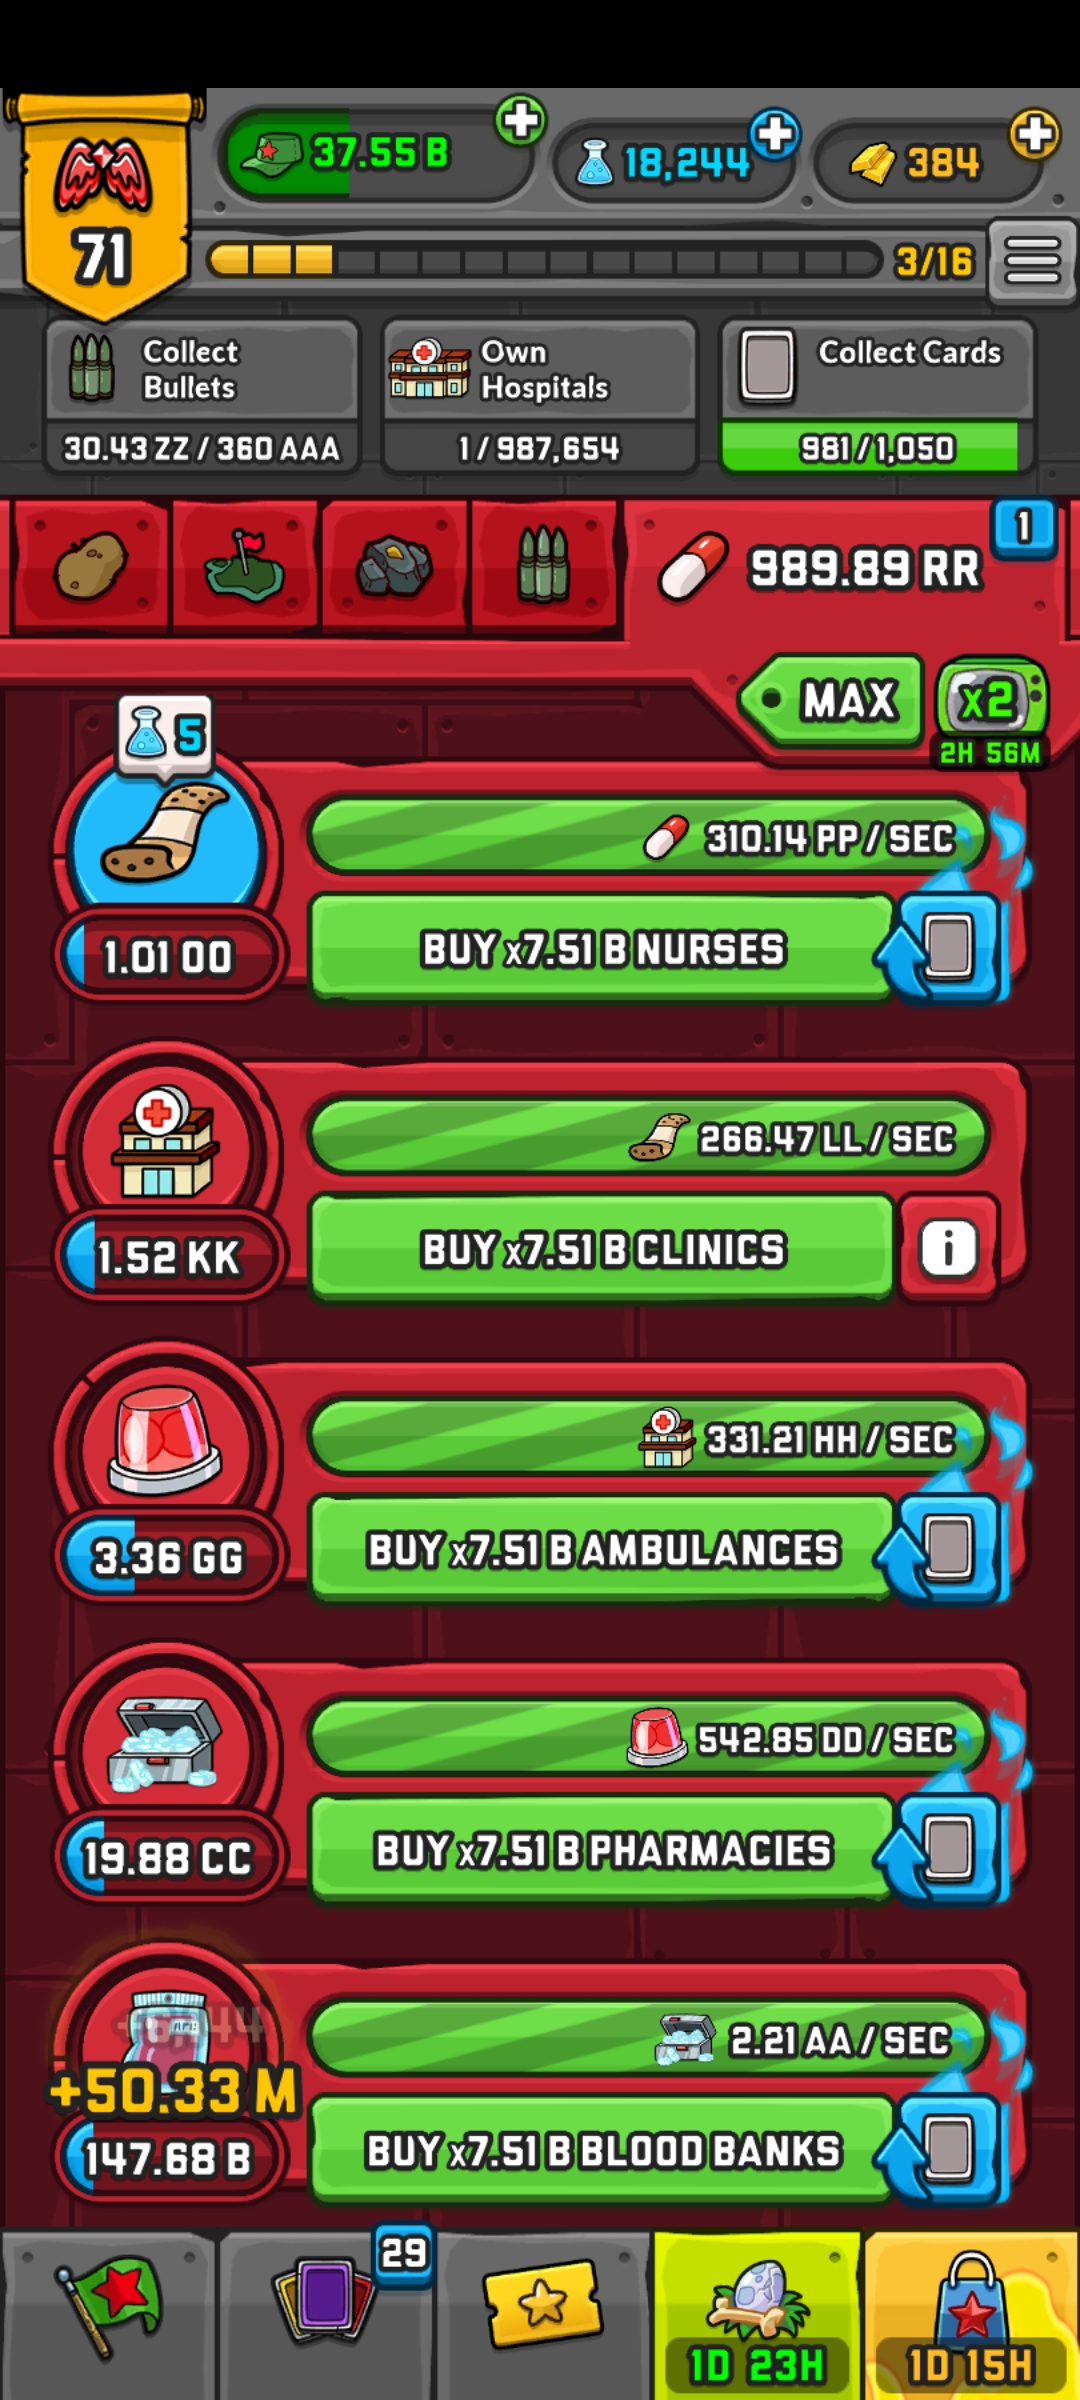 71
37.55 B
18,244
384
3/16
Collect
Bullets
30.43 ZZ / 360 AAA
Own
Hospitals
1 / 987,654
Collect Cards
981 / 1,050
989.89 RR
1
MAX
x2
2H 56M
5
310.14 PP / SEC
1.01 OO
BUY x7.51 B NURSES
266.47 LL / SEC
1.52 KK
BUY x7.51 B CLINICS
i
331.21 HH / SEC
3.36 GG
BUY x7.51 B AMBULANCES
542.85 DD / SEC
19.88 CC
BUY x7.51 B PHARMACIES
2.21 AA / SEC
+50.33 M
147.68 B
BUY x7.51 B BLOOD BANKS
29
1D 23H
1D 15H